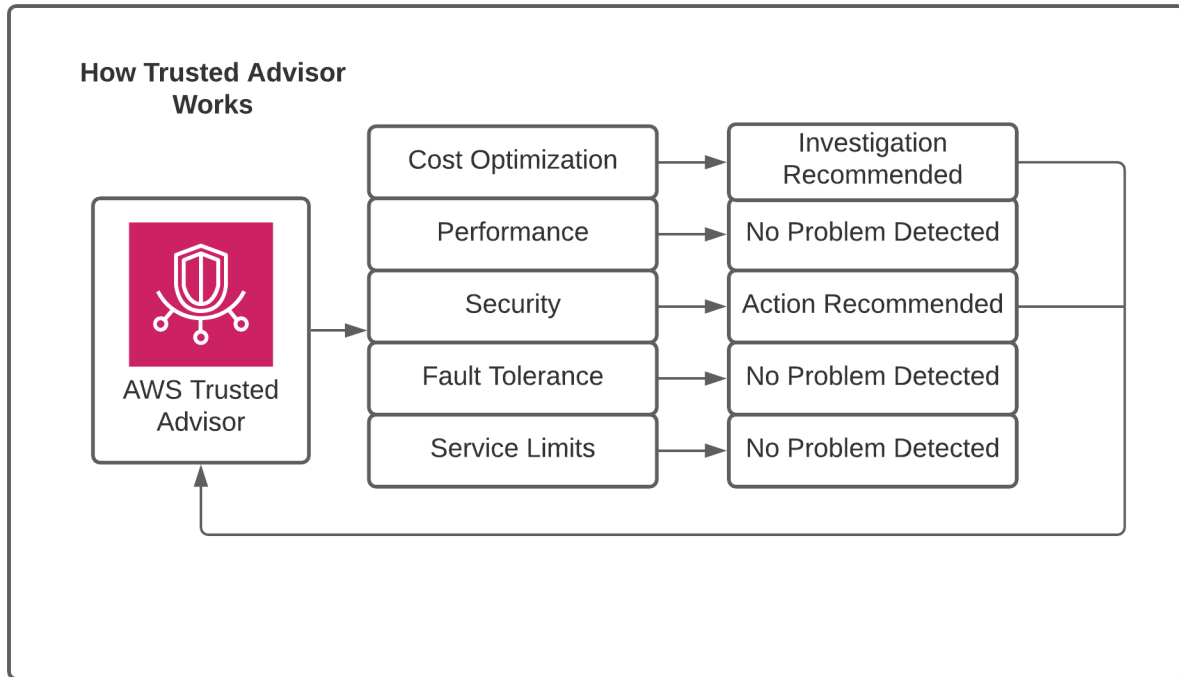 How Trusted Advisor
Works
AWS Trusted
Advisor
Cost Optimization
Performance
Security
Fault Tolerance
Service Limits
Investigation
Recommended
No Problem Detected
Action Recommended
No Problem Detected
No Problem Detected